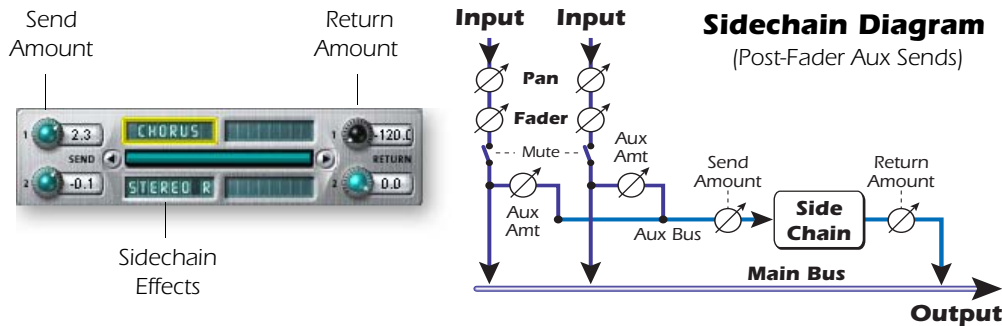 Send
Amount
Return
Amount
1
2.3
CHORUS
1
-120.0
SEND
RETURN
2
-0.1
STEREO R
2
0.0
Sidechain
Effects
Input
Input
Sidechain Diagram
(Post-Fader Aux Sends)
Pan
Fader
Mute
Aux
Amt
Aux
Amt
Send
Amount
Return
Amount
Aux Bus
Side
Chain
Main Bus
Output